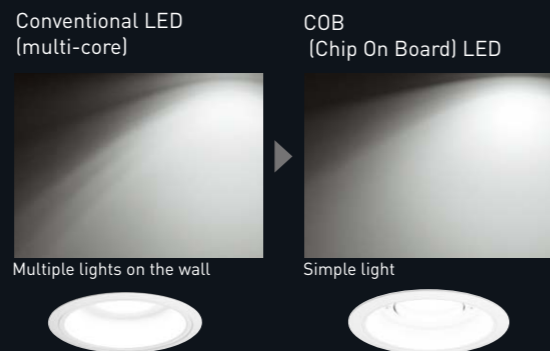 Conventional LED
(multi-core)
Multiple lights on the wall
COB
(Chip On Board) LED
Simple light